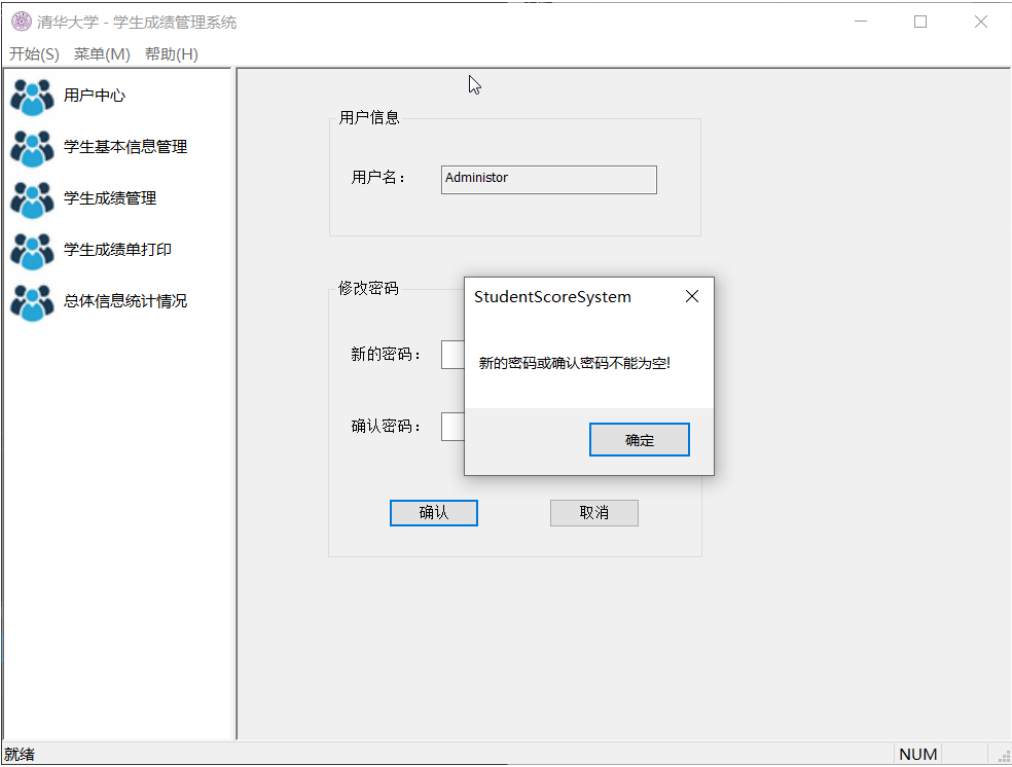 清华大学 - 学生成绩管理系统
开始(S) 菜单(M) 帮助(H)
用户中心
学生基本信息管理
学生成绩管理
学生成绩单打印
总体信息统计情况
用户信息
用户名：
Administor
修改密码
新的密码：
确认密码：
确认
取消
StudentScoreSystem
新的密码或确认密码不能为空!
确定
就绪
NUM